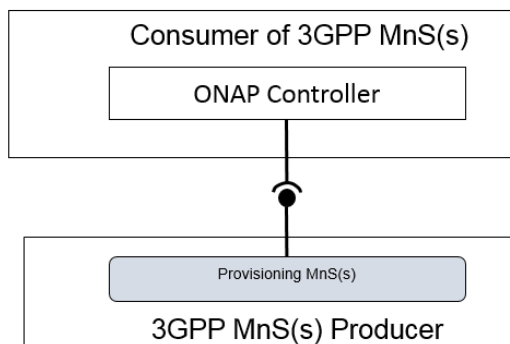 Consumer of 3GPP MnS(s)
ONAP Controller
Provisioning MnS(s)
3GPP MnS(s) Producer